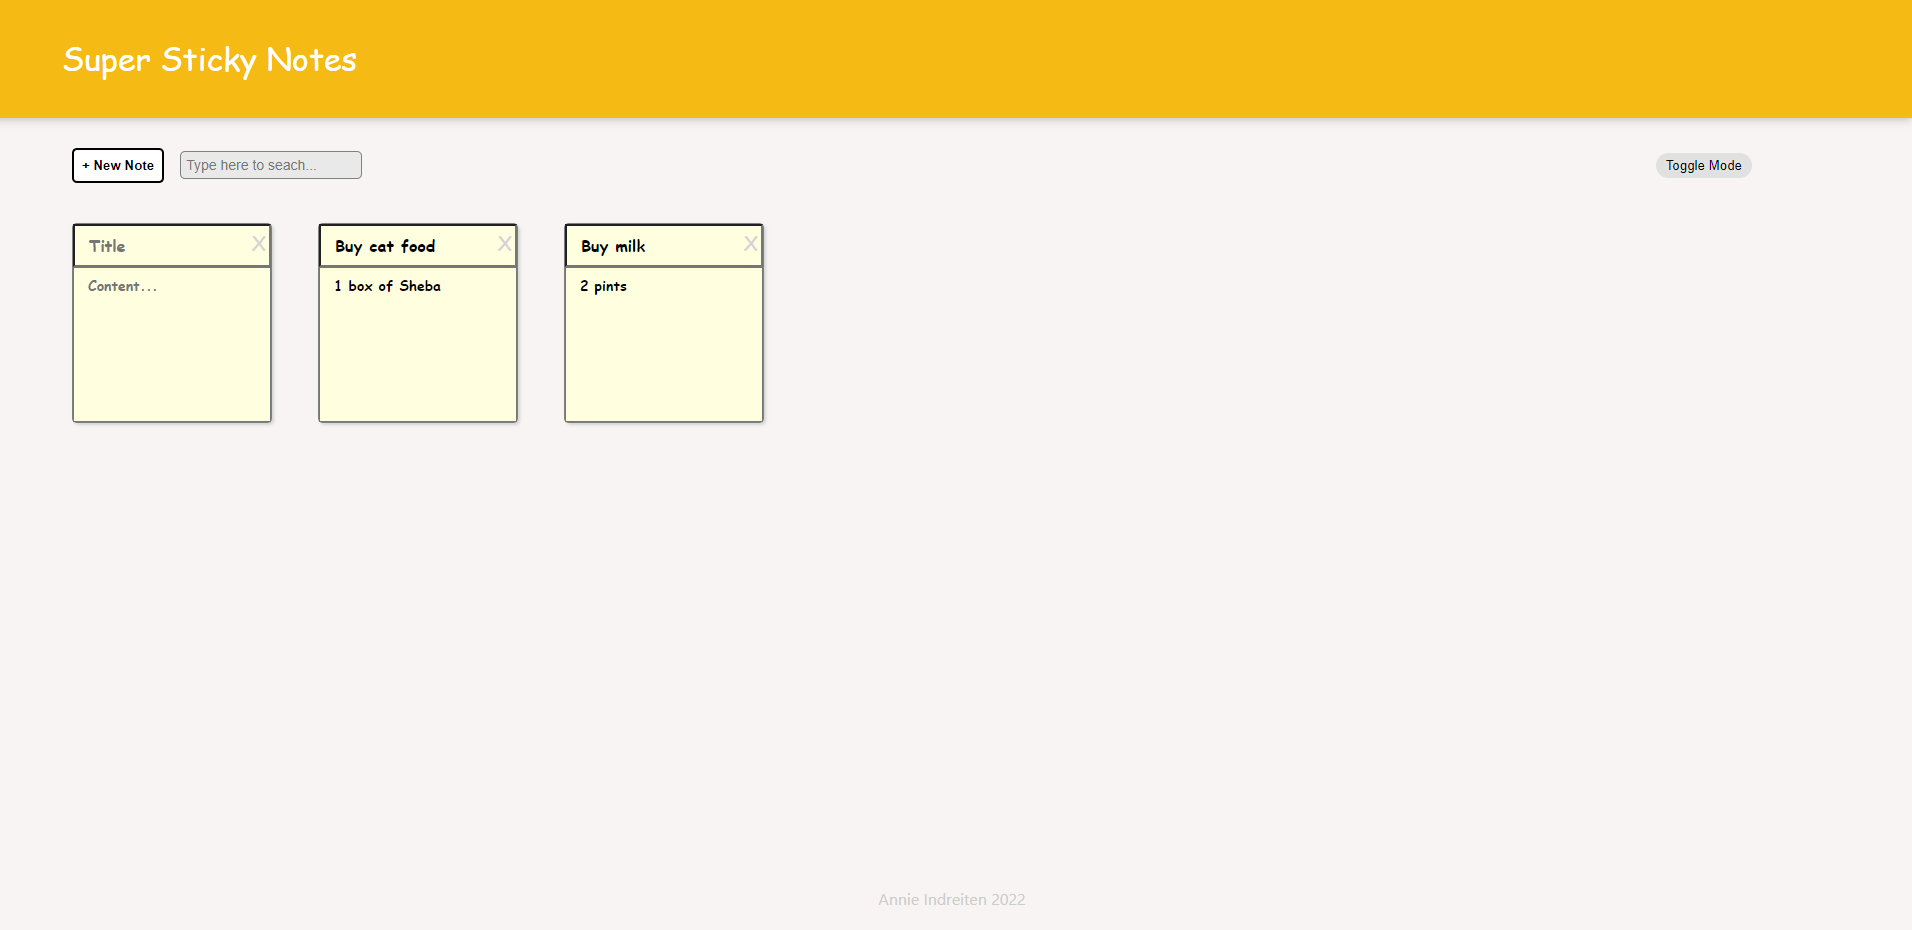 Super Sticky Notes
+ New Note
Type here to seach...
Toggle Mode
Title
X
Content...
Buy cat food
X
1 box of Sheba
Buy milk
X
2 pints
Annie Indreiten 2022